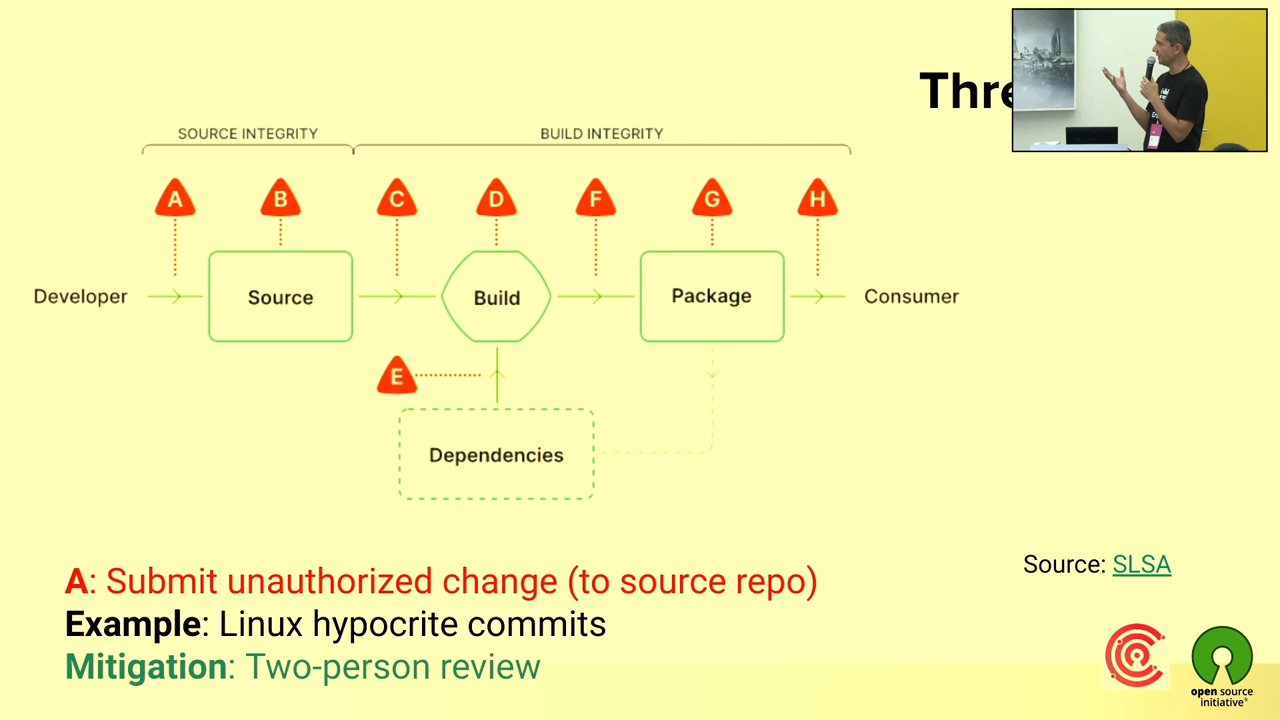 Thre
SOURCE INTEGRITY
BUILD INTEGRITY
A
B
C
D
F
G
H
Developer
Source
Build
Package
Consumer
E
Dependencies
Source: SLSA
A: Submit unauthorized change (to source repo)
Example: Linux hypocrite commits
Mitigation: Two-person review
open source
initiative®